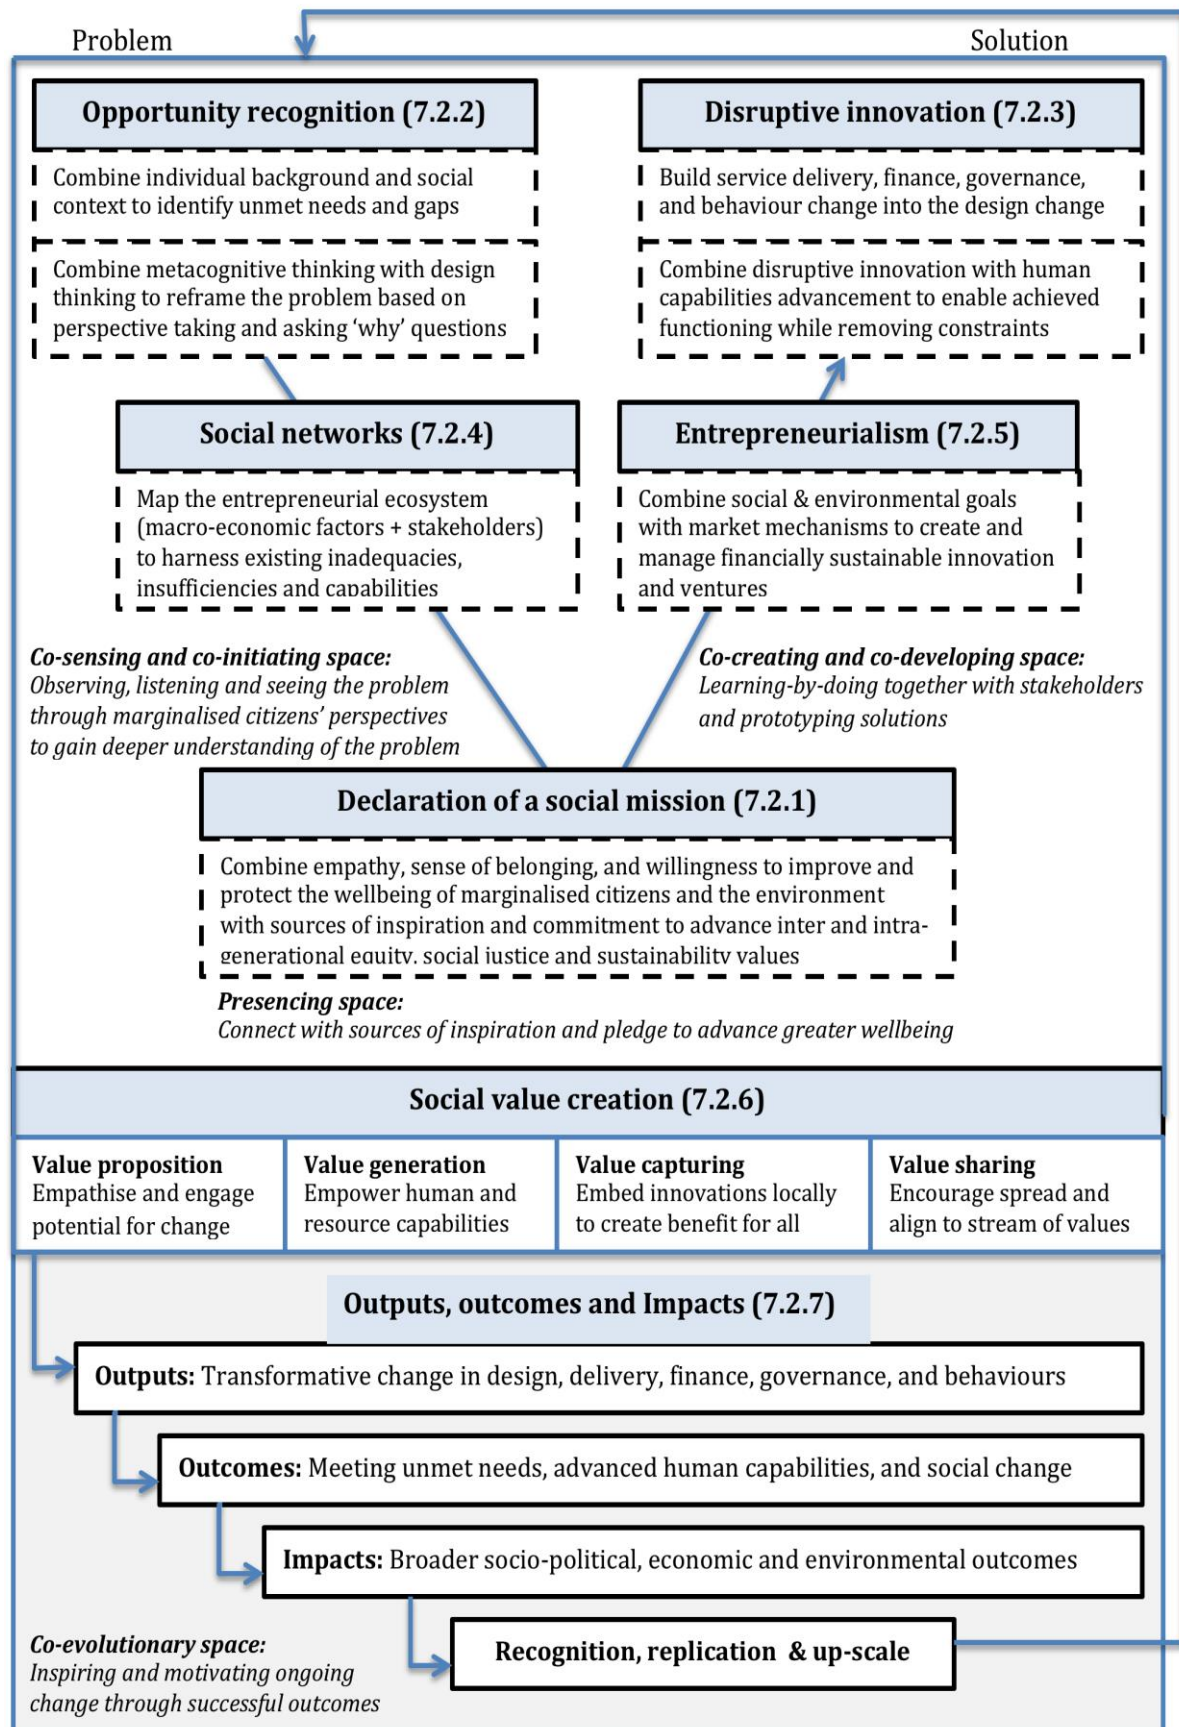 Problem
Solution
Opportunity recognition (7.2.2)
Combine individual background and social
context to identify unmet needs and gaps
Combine metacognitive thinking with design
thinking to reframe the problem based on
perspective taking and asking ‘why’ questions
Disruptive innovation (7.2.3)
Build service delivery, finance, governance,
and behaviour change into the design change
Combine disruptive innovation with human
capabilities advancement to enable achieved
functioning while removing constraints
Social networks (7.2.4)
Map the entrepreneurial ecosystem
(macro-economic factors + stakeholders)
to harness existing inadequacies,
insufficiencies and capabilities
Entrepreneurialism (7.2.5)
Combine social & environmental goals
with market mechanisms to create and
manage financially sustainable innovation
and ventures
Co-sensing and co-initiating space:
Observing, listening and seeing the problem
through marginalised citizens’ perspectives
to gain deeper understanding of the problem
Co-creating and co-developing space:
Learning-by-doing together with stakeholders
and prototyping solutions
Declaration of a social mission (7.2.1)
Combine empathy, sense of belonging, and willingness to improve and
protect the wellbeing of marginalised citizens and the environment
with sources of inspiration and commitment to advance inter and intra-
generational equity, social justice and sustainability values
Presencing space:
Connect with sources of inspiration and pledge to advance greater wellbeing
Social value creation (7.2.6)
Value proposition
Empathise and engage
potential for change
Value generation
Empower human and
resource capabilities
Value capturing
Embed innovations locally
to create benefit for all
Value sharing
Encourage spread and
align to stream of values
Outputs, outcomes and Impacts (7.2.7)
Outputs: Transformative change in design, delivery, finance, governance, and behaviours
Outcomes: Meeting unmet needs, advanced human capabilities, and social change
Impacts: Broader socio-political, economic and environmental outcomes
Recognition, replication & up-scale
Co-evolutionary space:
Inspiring and motivating ongoing
change through successful outcomes